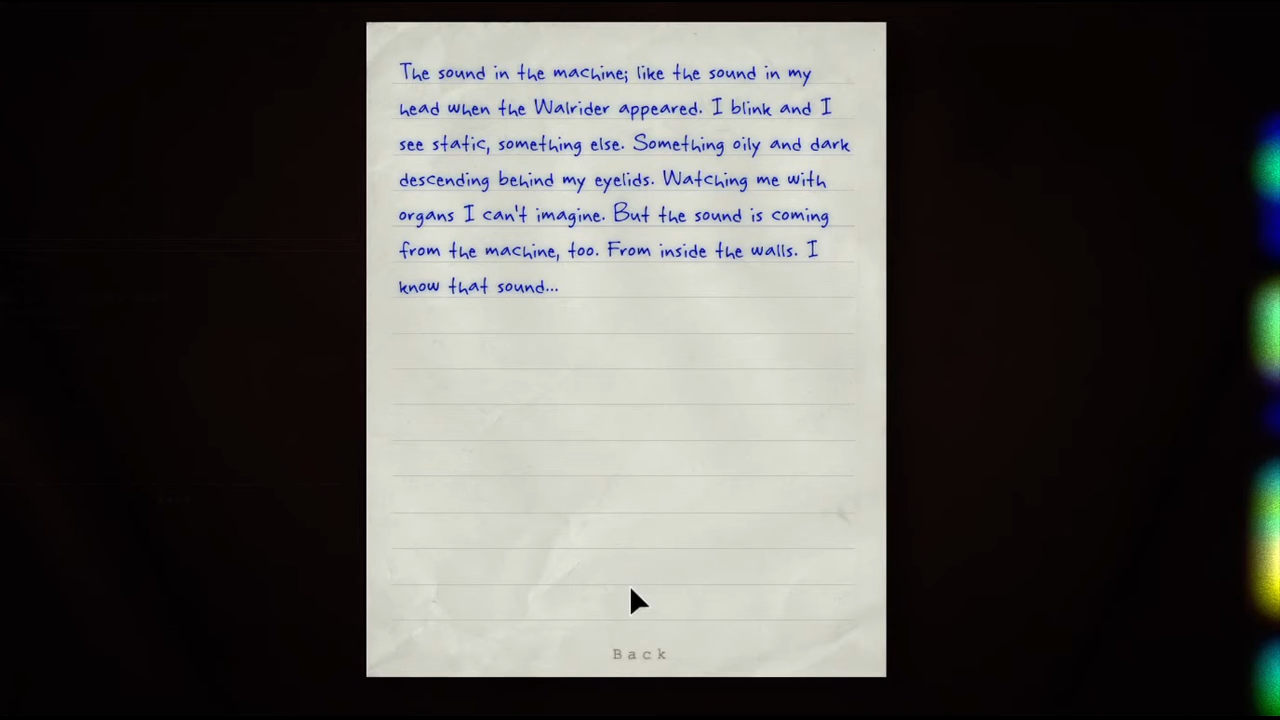 The sound in the machine; like the sound in my
head when the Walrider appeared. I blink and I
see static, something else. Something oily and dark
descending behind my eyelids. Watching me with
organs I can't imagine. But the sound is coming
from the machine, too. From inside the walls. I
know that sound...
Back